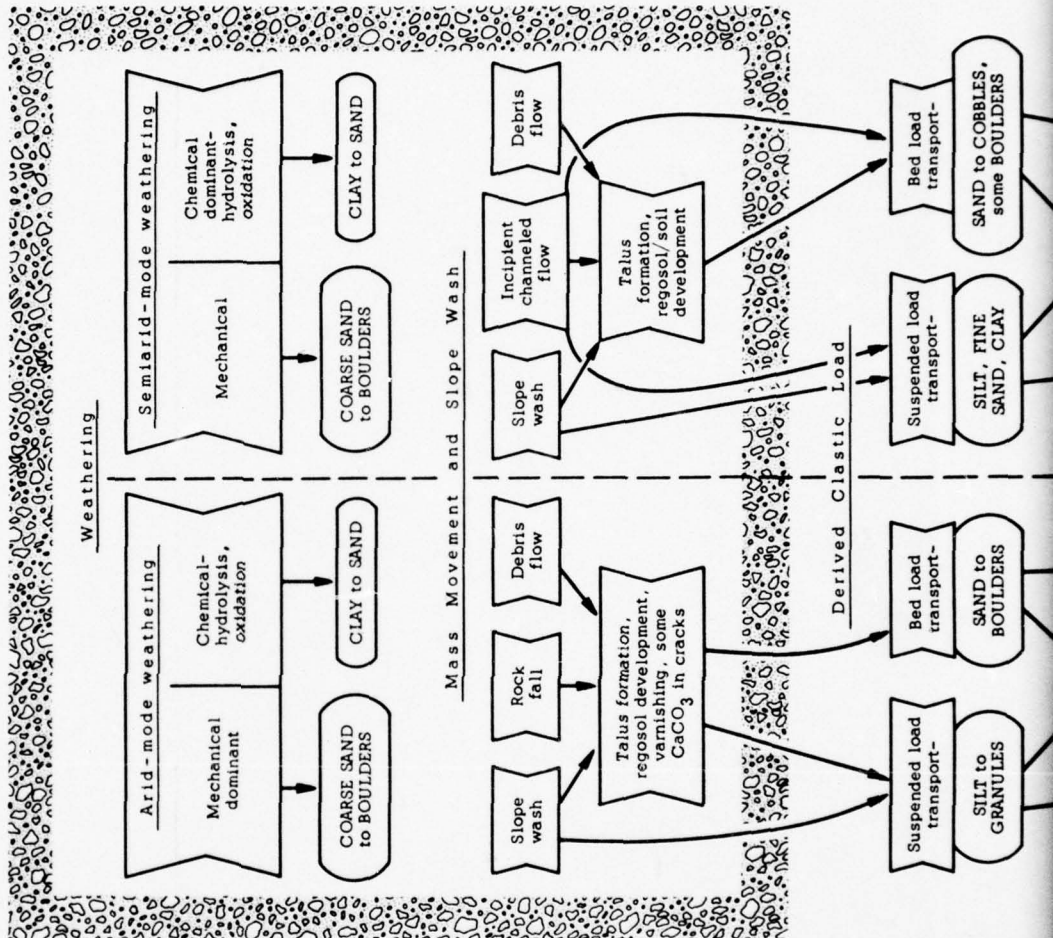 Weathering
Arid-mode weathering
Mechanical
dominant
Chemical-
hydrolysis,
oxidation
COARSE SAND
to BOULDERS
CLAY to SAND
Semiarid-mode weathering
Mechanical
Chemical
dominant-
hydrolysis,
oxidation
COARSE SAND
to BOULDERS
CLAY to SAND
Mass Movement and Slope Wash
Slope
wash
Rock
fall
Debris
flow
Talus formation,
regosol development,
varnishing, some
CaCO3 in cracks
Slope
wash
Incipient
channeled
flow
Debris
flow
Talus
formation,
regosol/soil
development
Derived Clastic Load
Suspended load
transport-
SILT to
GRANULES
Bed load
transport-
SAND to
BOULDERS
Suspended load
transport-
SILT, FINE
SAND, CLAY
Bed load
transport-
SAND to COBBLES,
some BOULDERS